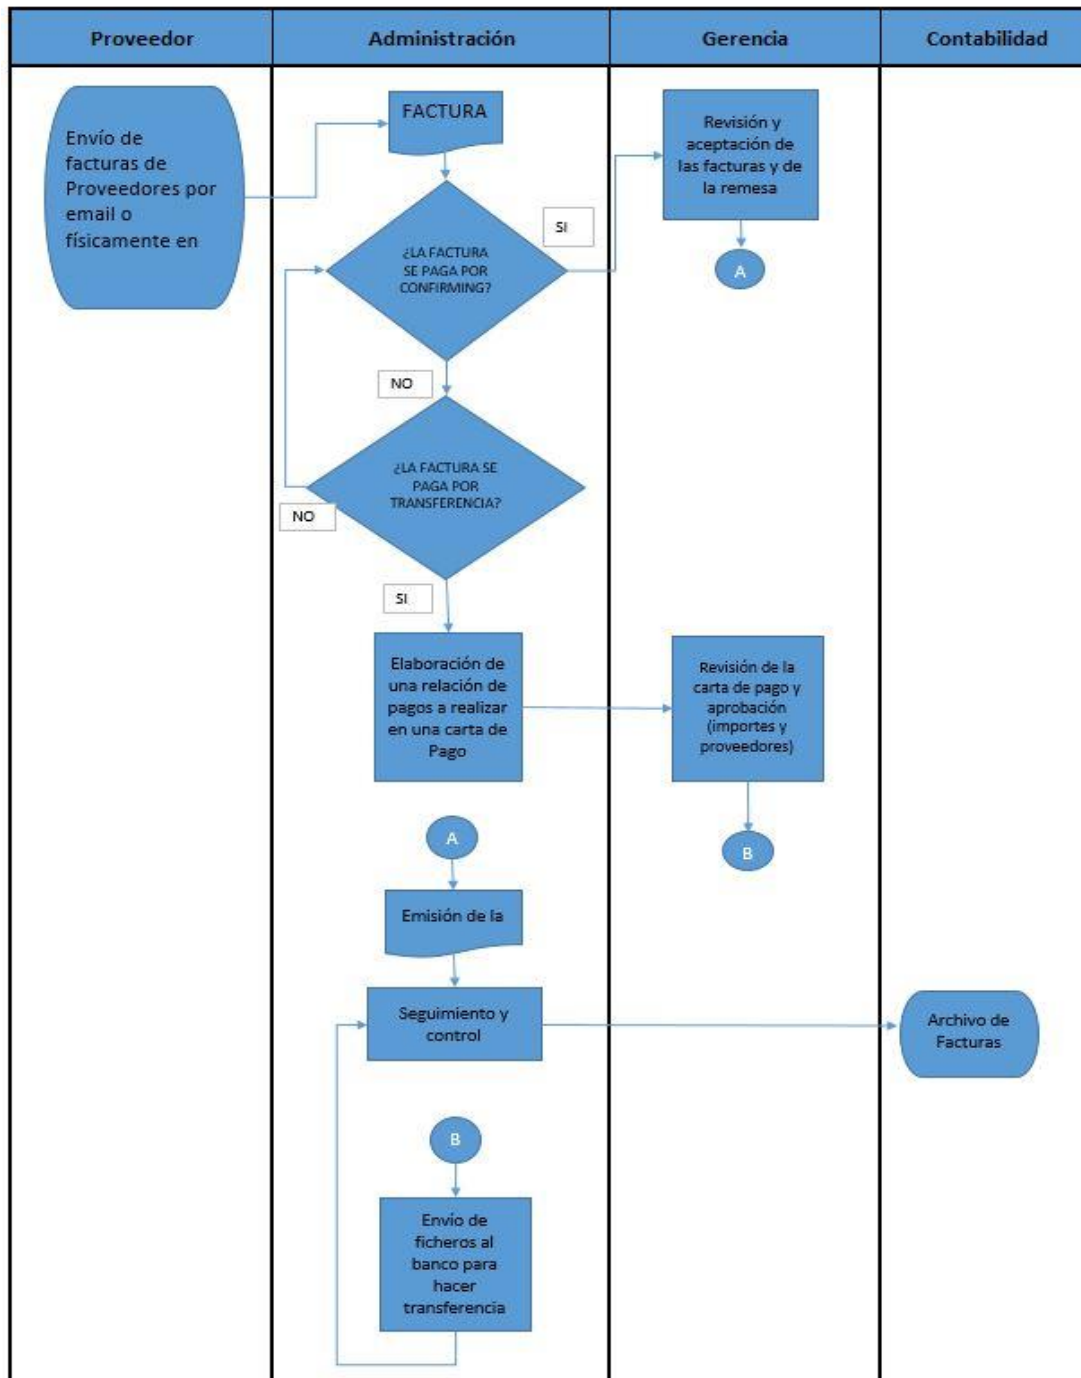 Proveedor
Administración
Gerencia
Contabilidad
Envío de
facturas de
Proveedores por
email o
físicamente en
FACTURA
Revisión y
aceptación de
las facturas y de
la remesa
SI
¿LA FACTURA
SE PAGA POR
CONFIRMING?
A
NO
¿LA FACTURA SE
PAGA POR
TRANSFERENCIA?
NO
SI
Elaboración de
una relación de
pagos a realizar
en una carta de
Pago
Revisión de la
carta de pago y
aprobación
(importes y
proveedores)
A
B
Emisión de la
Seguimiento y
control
Archivo de
Facturas
B
Envío de
ficheros al
banco para
hacer
transferencia